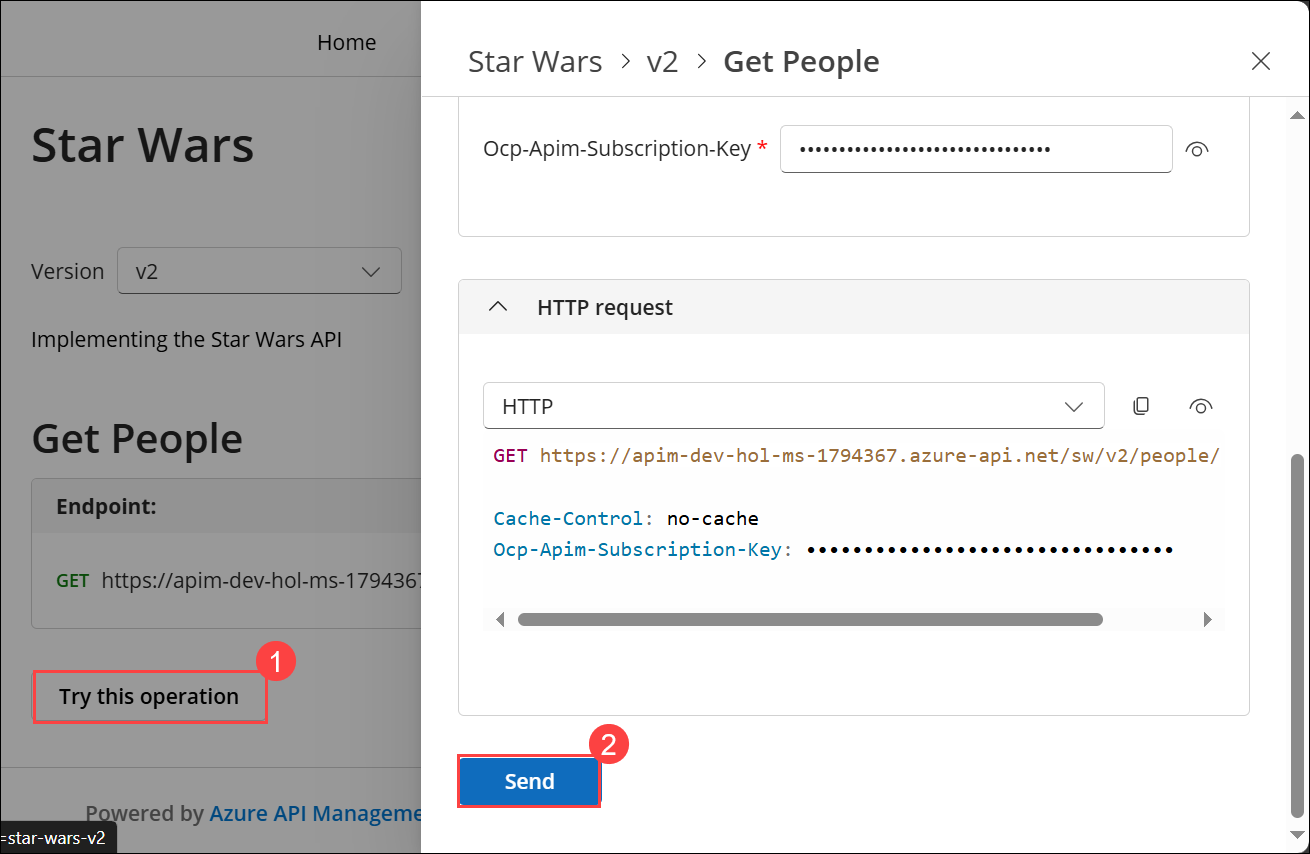 Home
Star Wars
Version v2
Implementing the Star Wars API
Get People
Endpoint:
GET https://apim-dev-hol-ms-1794367
1
Try this operation
Powered by Azure API Manageme
=star-wars-v2
Star Wars > v2 > Get People
Ocp-Apim-Subscription-Key * •••••••••••••••••••••••••••••••
HTTP request
HTTP
GET https://apim-dev-hol-ms-1794367.azure-api.net/sw/v2/people/
Cache-Control: no-cache
Ocp-Apim-Subscription-Key: ••••••••••••••••••••••••••••••••
2
Send